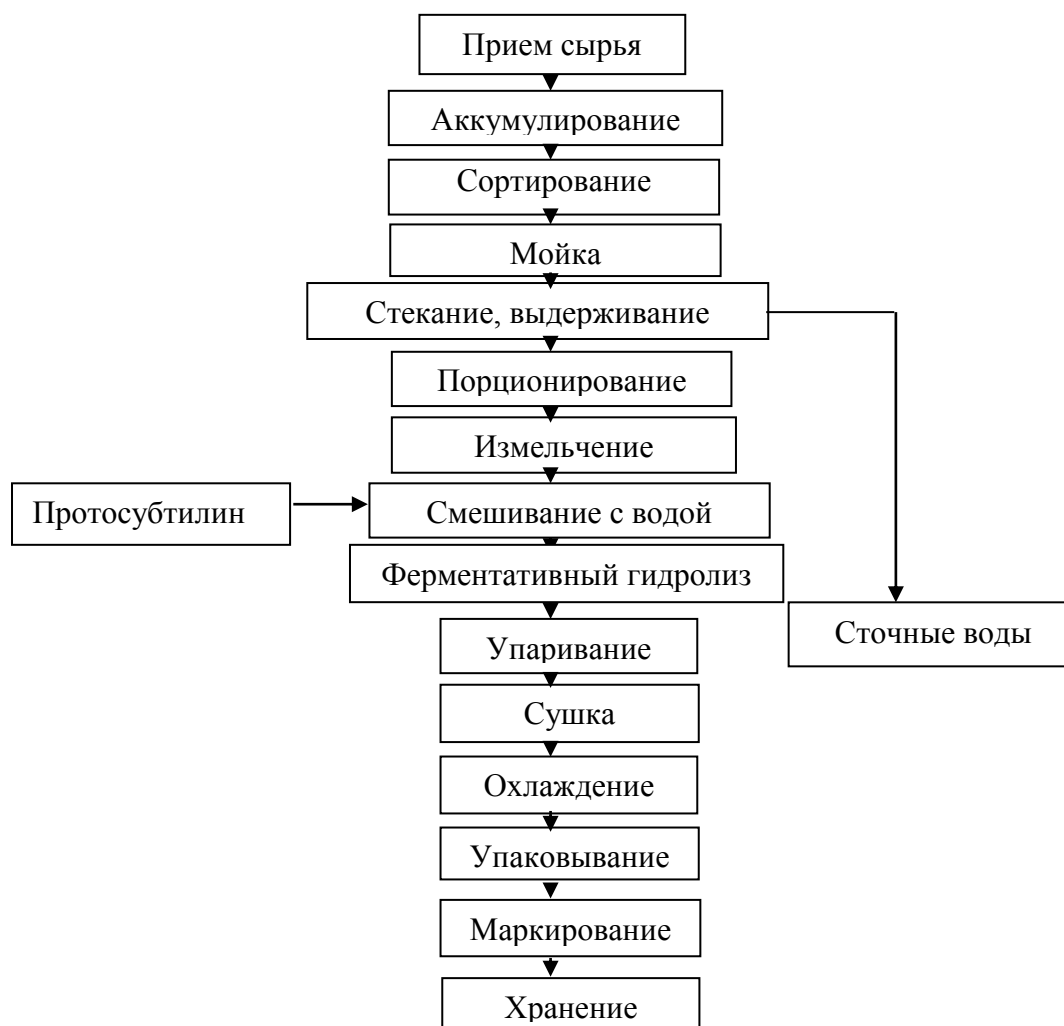 Прием сырья
Аккумулирование
Сортирование
Мойка
Стекание, выдерживание
Порционирование
Измельчение
Протосубтилин
Смешивание с водой
Ферментативный гидролиз
Сточные воды
Упаривание
Сушка
Охлаждение
Упаковывание
Маркирование
Хранение